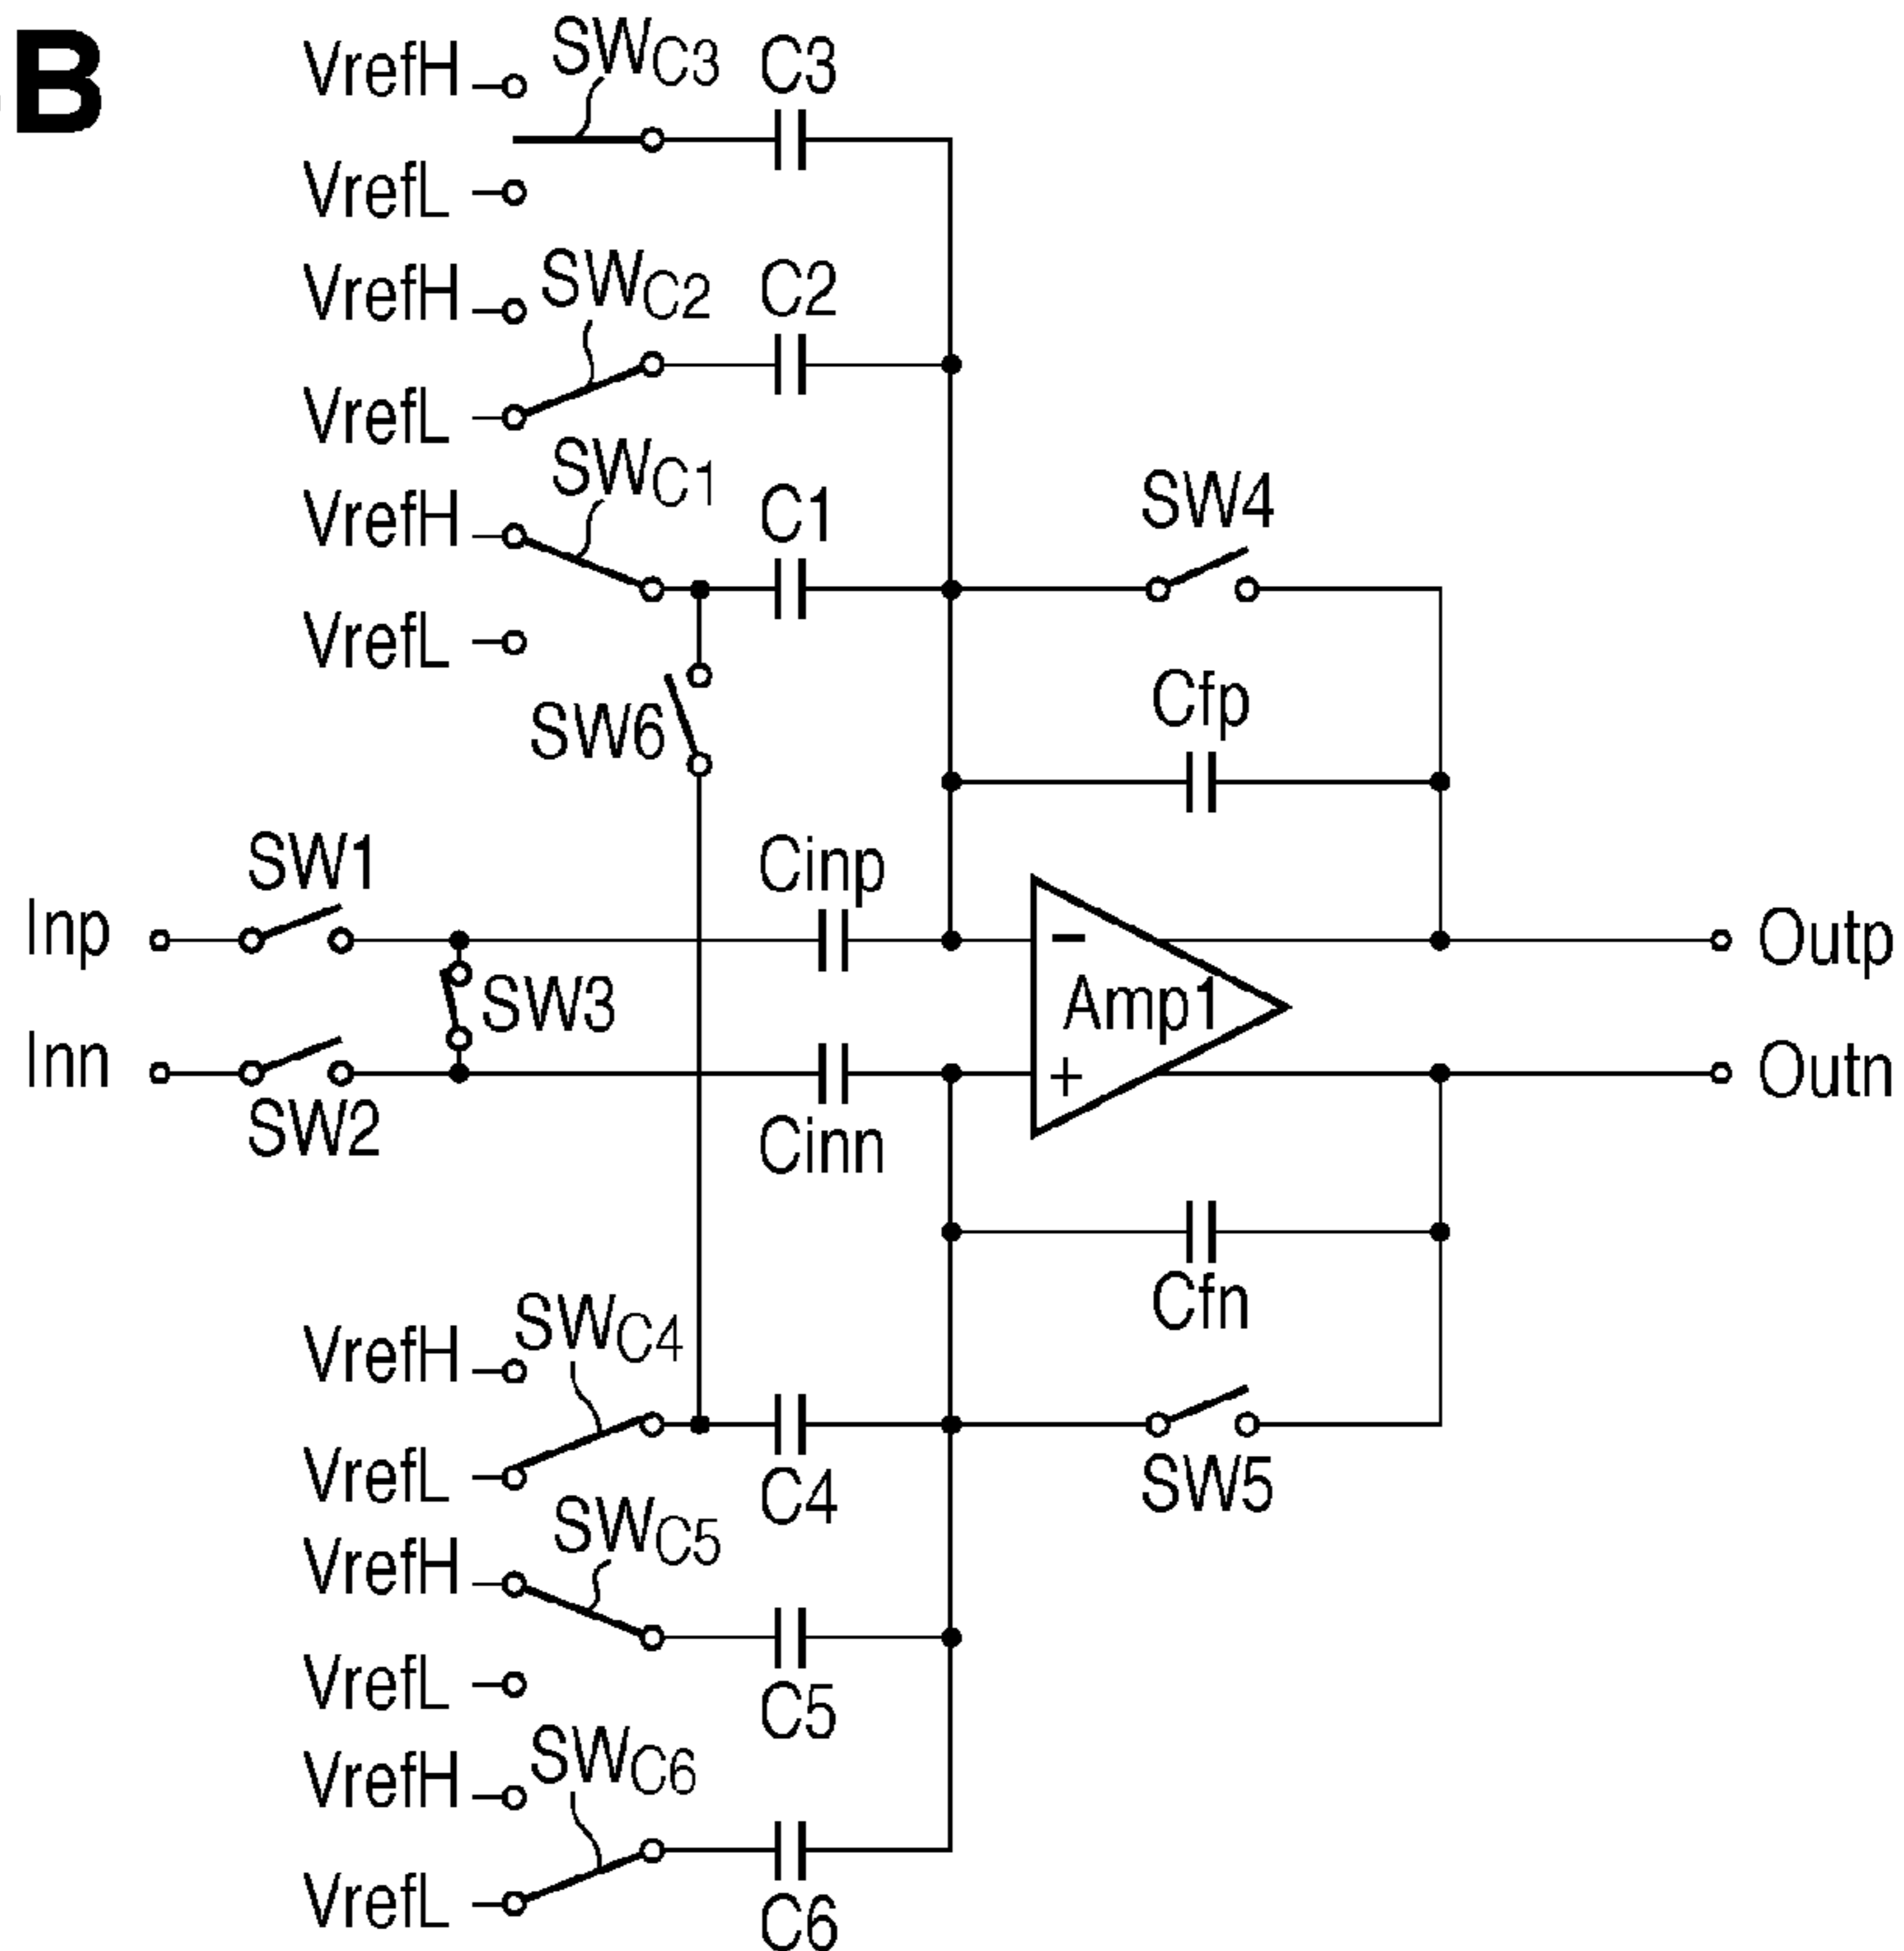 B
VrefH
SWC3
C3
VrefL
VrefH
SWC2
C2
VrefL
SWC1
VrefH
C1
SW4
VrefL
SW6
Cfp
SW1
Cinp
Inp
-
Outp
SW3
Amp1
Inn
+
Outn
SW2
Cinn
Cfn
SWC4
VrefH
VrefL
C4
SW5
SWC5
VrefH
VrefL
C5
SWC6
VrefH
VrefL
C6